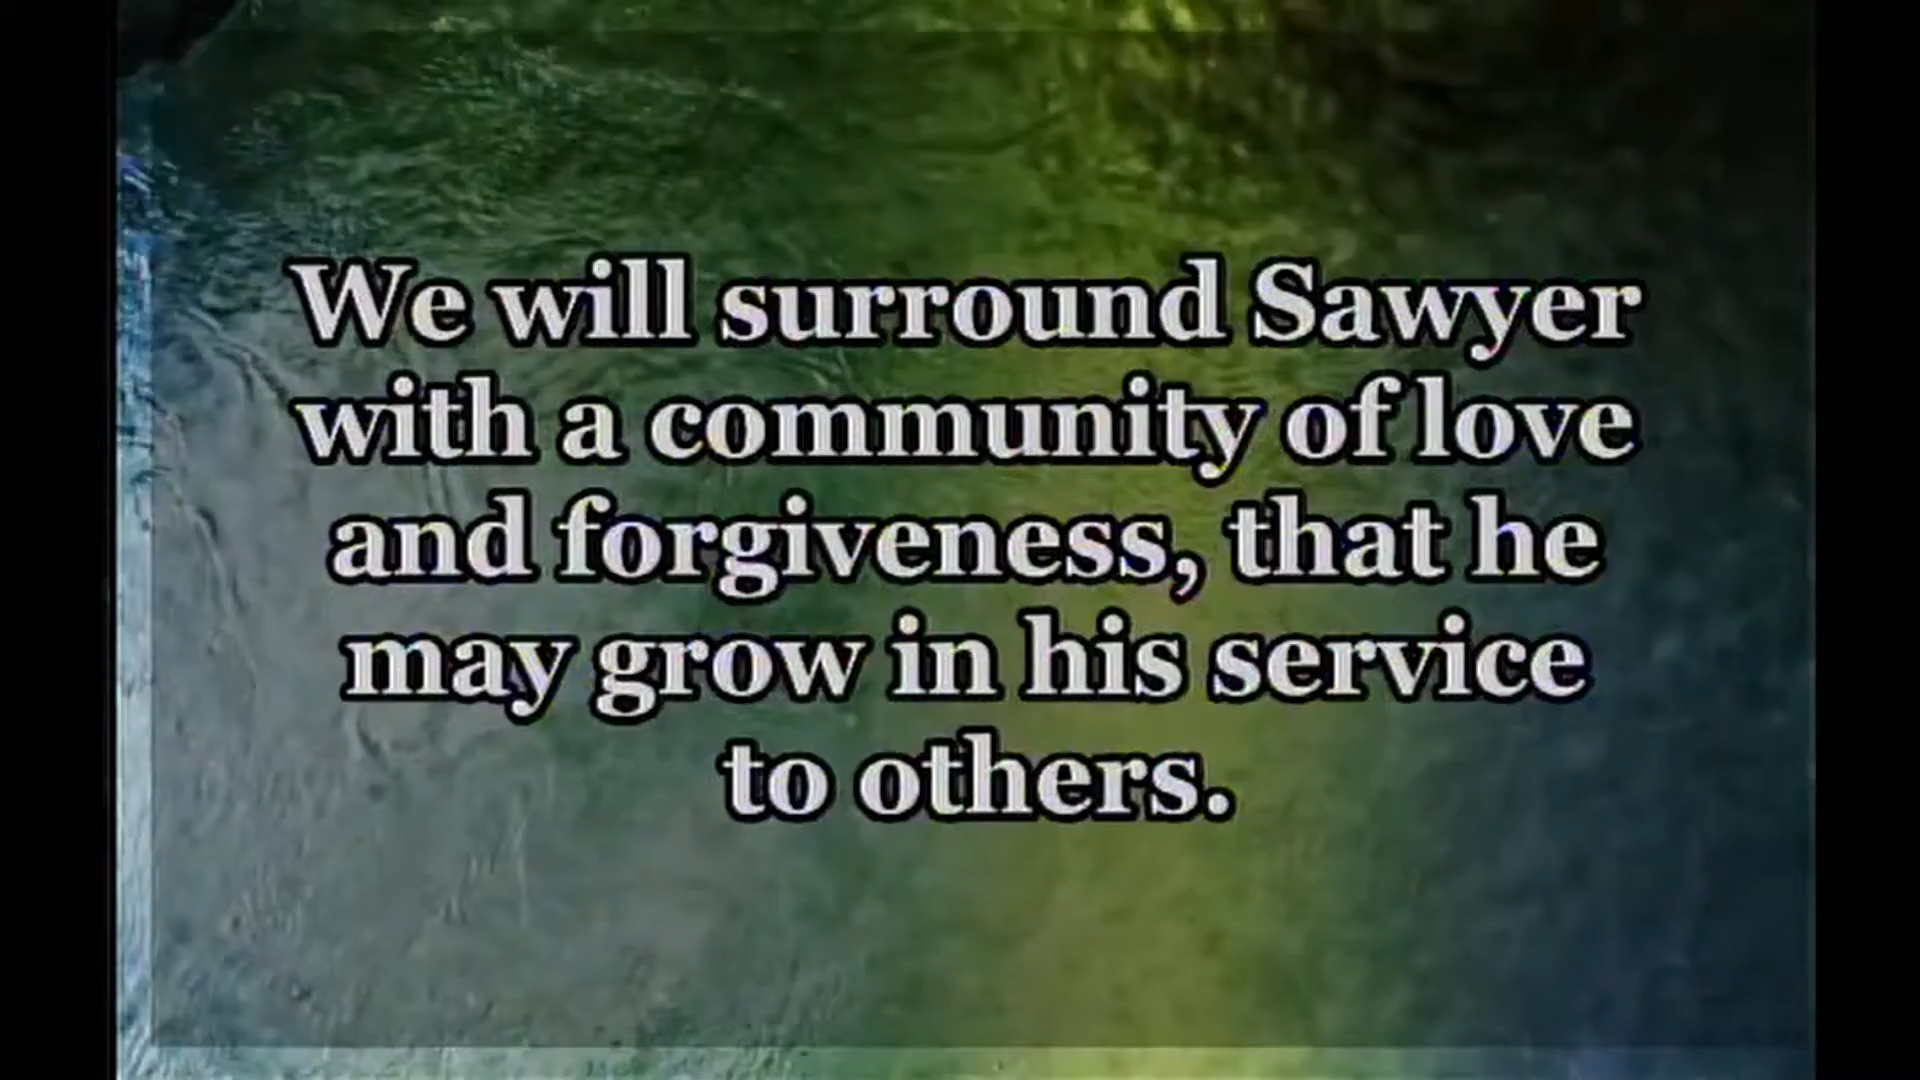 We will surround Sawyer
with a community of love
and forgiveness, that he
may grow in his service
to others.